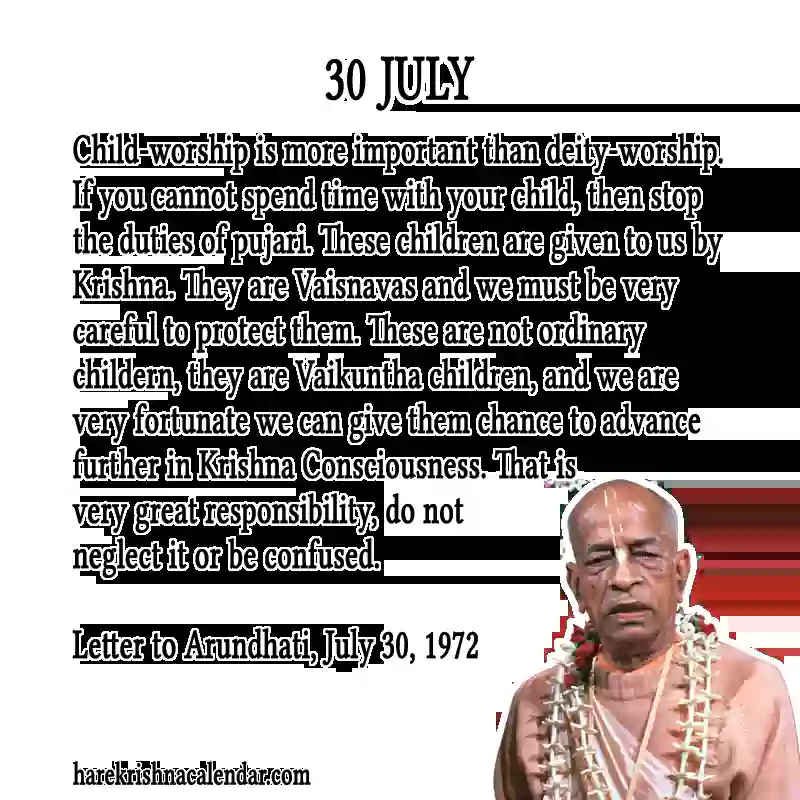 30 JULY
Child-worship is more important than deity-worship.
If you cannot spend time with your child, then stop
the duties of pujari. These children are given to us by
Krishna. They are Vaisnavas and we must be very
careful to protect them. These are not ordinary
childern, they are Vaikuntha children, and we are
very fortunate we can give them chance to advance
further in Krishna Consciousness. That is
very great responsibility, do not
neglect it or be confused.
Letter to Arundhati, July 30, 1972
harekrishnacalendar.com